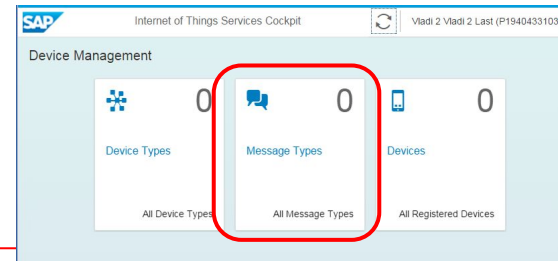 SAP Internet of Things Services Cockpit Vladi 2 Vladi 2 Last (P1940433103
Device Management
0 0 0
Device Types Message Types Devices
All Device Types All Message Types All Registered Devices